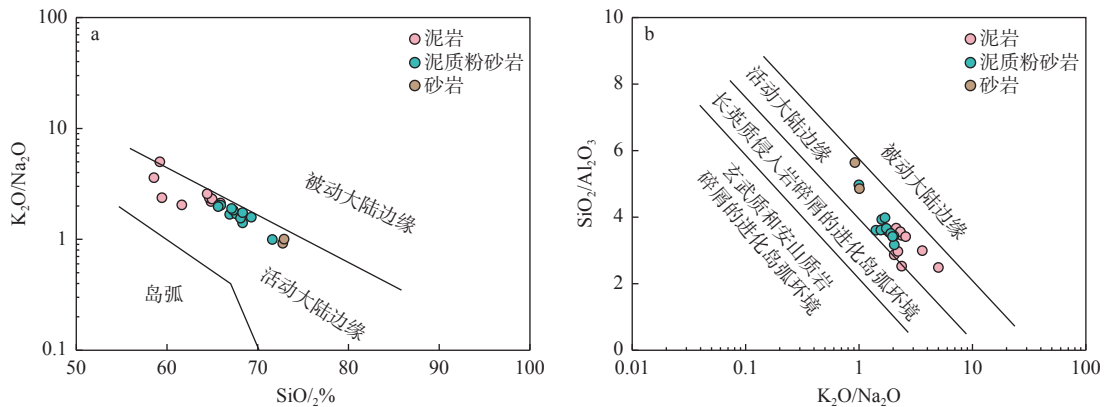 a
100
10
1
0.1
K₂O/Na₂O
泥岩
泥质粉砂岩
砂岩
被动大陆边缘
活动大陆边缘
岛弧
50
60
70
80
90
100
SiO/₂%
b
10
8
6
4
2
0
SiO₂/Al₂O₃
泥岩
泥质粉砂岩
砂岩
活动大陆边缘
被动大陆边缘
长英质侵入岩碎屑的进化岛弧环境
玄武质和安山质岩
碎屑的进化岛弧环境
0.01
0.1
1
10
100
K₂O/Na₂O